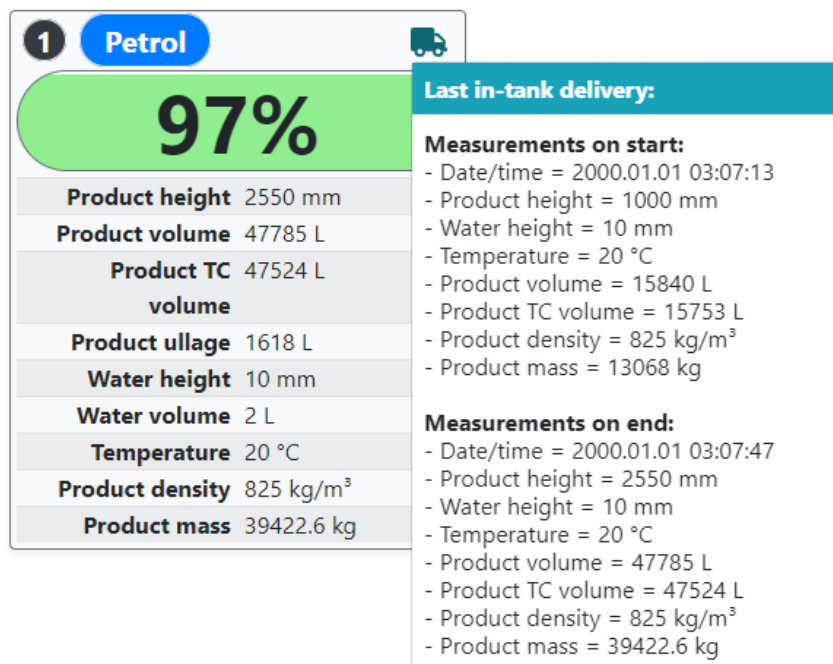 1 Petrol
97%
Product height 2550 mm
Product volume 47785 L
Product TC 47524 L
volume
Product ullage 1618 L
Water height 10 mm
Water volume 2 L
Temperature 20 °C
Product density 825 kg/m³
Product mass 39422.6 kg
Last in-tank delivery:
Measurements on start:
- Date/time = 2000.01.01 03:07:13
- Product height = 1000 mm
- Water height = 10 mm
- Temperature = 20 °C
- Product volume = 15840 L
- Product TC volume = 15753 L
- Product density = 825 kg/m³
- Product mass = 13068 kg
Measurements on end:
- Date/time = 2000.01.01 03:07:47
- Product height = 2550 mm
- Water height = 10 mm
- Temperature = 20 °C
- Product volume = 47785 L
- Product TC volume = 47524 L
- Product density = 825 kg/m³
- Product mass = 39422.6 kg